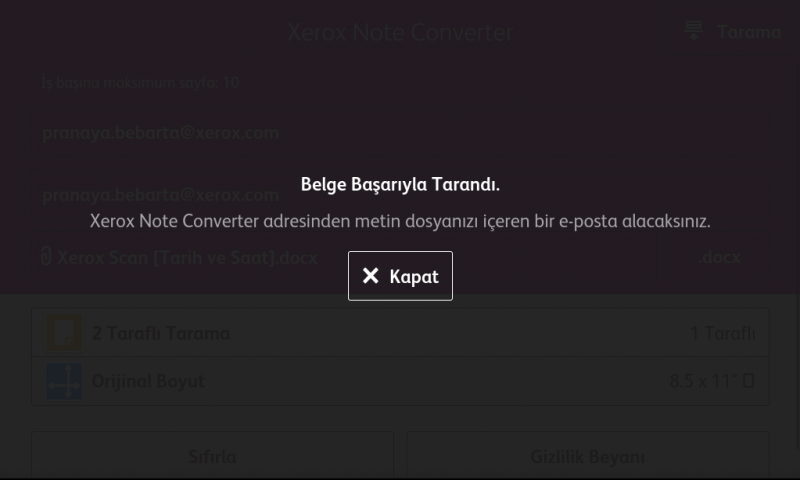 Xerox Note Converter
Tarama
İş başına maksimum sayfa: 10
pranaya.bebarta@xerox.com
Belge Başarıyla Tarandı.
pranaya.bebarta@xerox.com
Xerox Note Converter adresinden metin dosyanızı içeren bir e-posta alacaksınız.
Xerox Scan [Tarih ve Saat].docx
.docx
Kapat
2 Taraflı Tarama
1 Taraflı
Orijinal Boyut
8.5 x 11"
Sıfırla
Gizlilik Beyanı